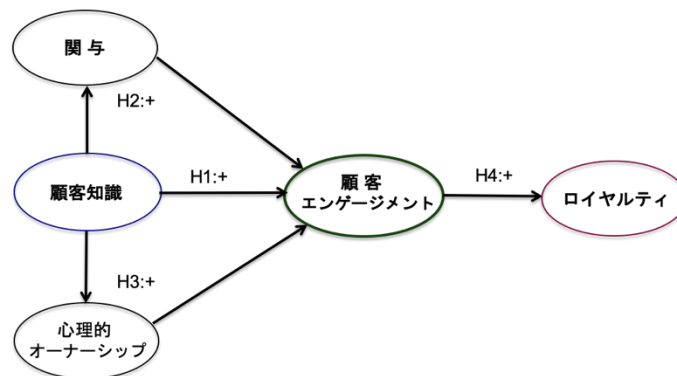 関 与
H2:+
顧客知識
H1:+
顧 客
エンゲージメント
H4:+
ロイヤルティ
H3:+
心理的
オーナーシップ